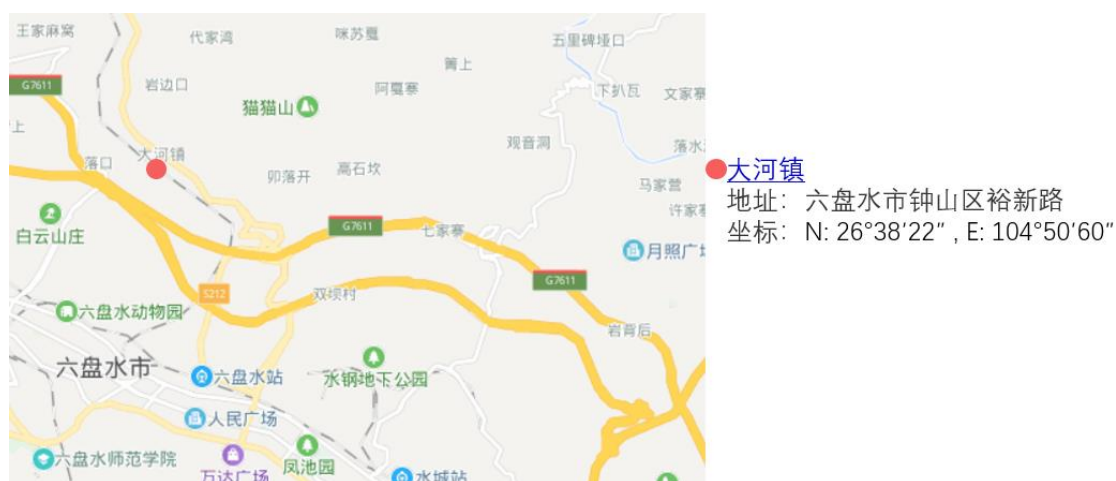 王家麻窝
代家湾
咪苏戛
五里碑垭口
箐上
G7611
岩边口
阿戛寨
下扒瓦
文家寨
猫猫山
上
观音洞
落水
落口
大河镇
卯落开
高石坎
马家营
许家寨
白云山庄
G7611
七家寨
月照广场
G7611
S212
双坝村
六盘水动物园
岩背后
六盘水市
六盘水站
水钢地下公园
人民广场
六盘水师范学院
万达广场
凤池园
水城站
大河镇
地址：六盘水市钟山区裕新路
坐标：N: 26°38′22″ , E: 104°50′60″